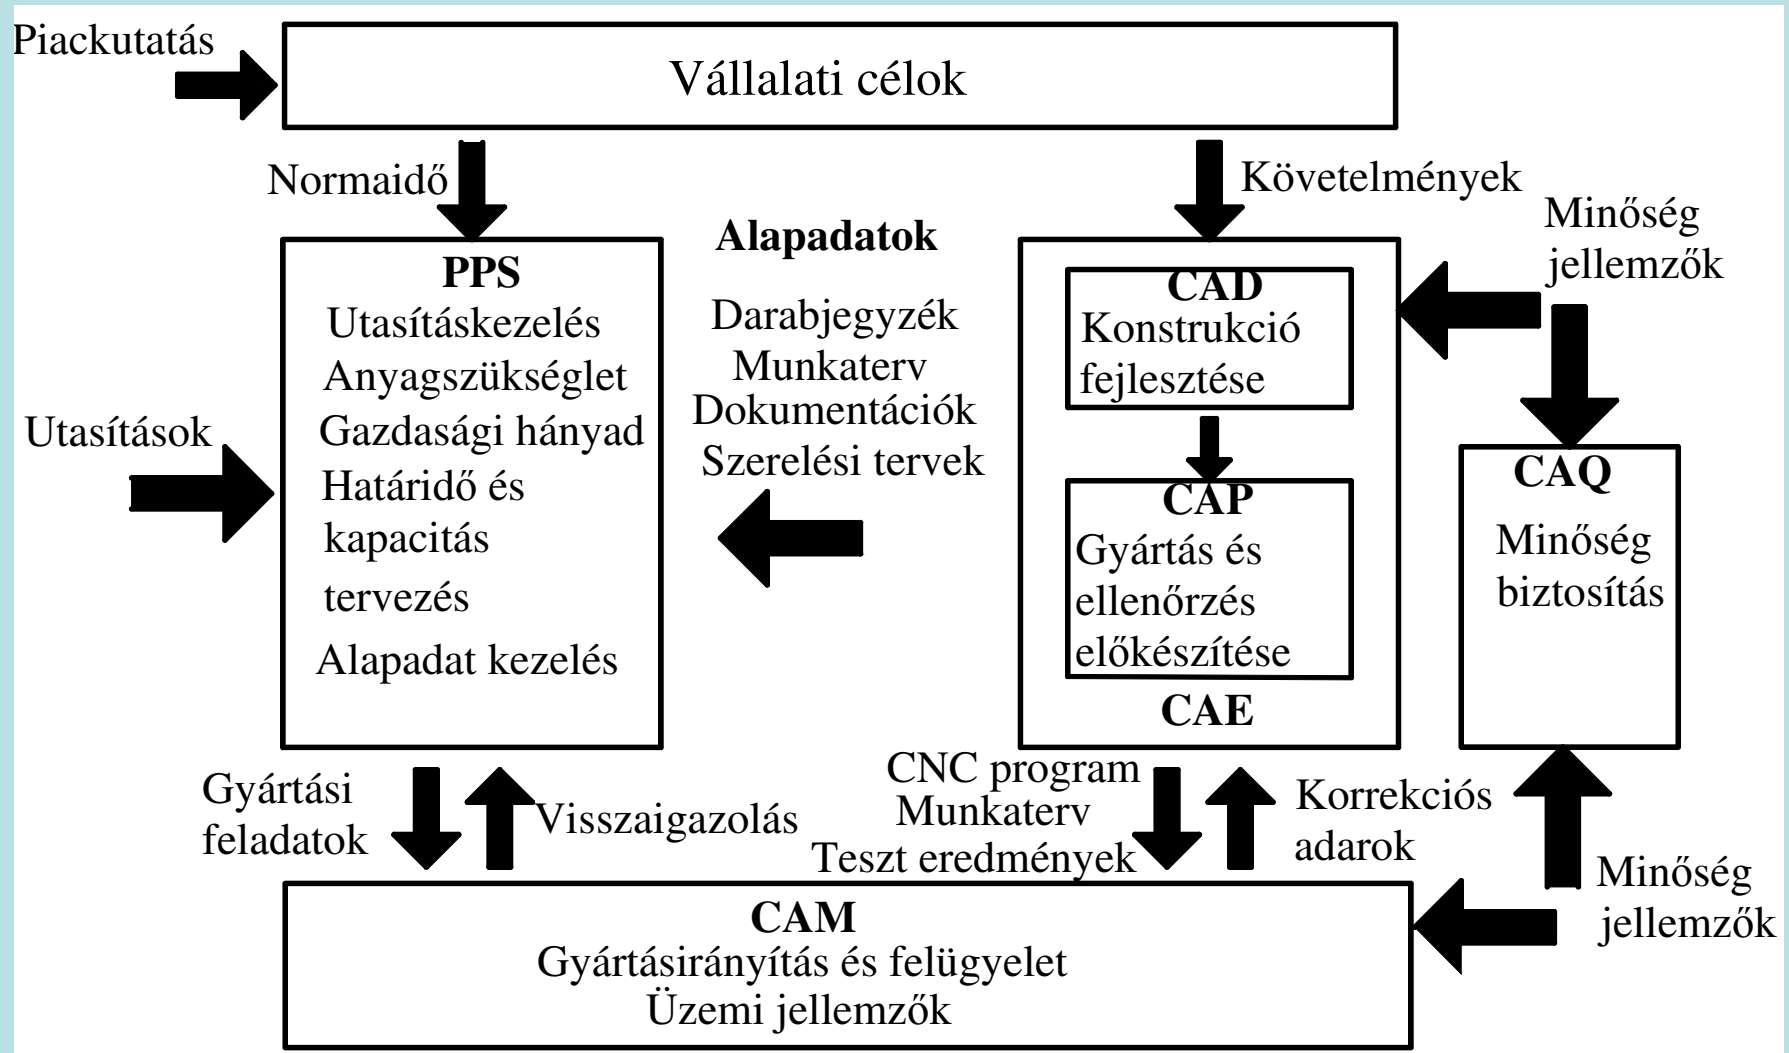 Piackutatás
Vállalati célok
Normaidő
Követelmények
Minőség
jellemzők
PPS
Utasításkezelés
Anyagszükséglet
Gazdasági hányad
Határidő és
kapacitás
tervezés
Alapadat kezelés
Utasítások
Alapadatok
Darabjegyzék
Munkaterv
Dokumentációk
Szerelési tervek
CAD
Konstrukció
fejlesztése
CAP
Gyártás és
ellenőrzés
előkészítése
CAE
CAQ
Minőség
biztosítás
Gyártási
feladatok
Visszaigazolás
CNC program
Munkaterv
Teszt eredmények
Korrekciós
adarok
Minőség
jellemzők
CAM
Gyártásirányítás és felügyelet
Üzemi jellemzők